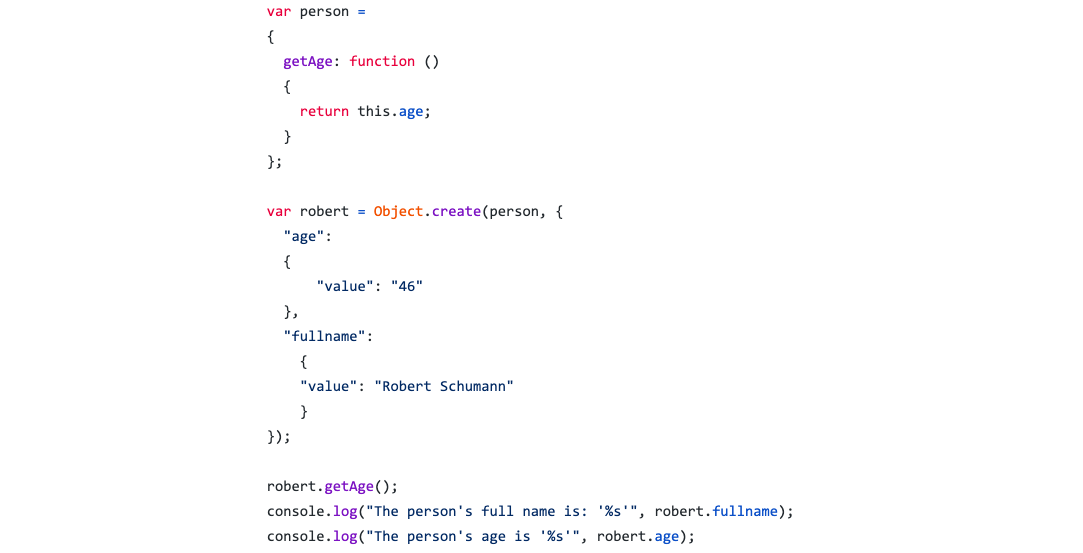 var person =
{
  getAge: function ()
  {
    return this.age;
  }
};

var robert = Object.create(person, {
  "age":
  {
      "value": "46"
  },
  "fullname":
    {
    "value": "Robert Schumann"
    }
});

robert.getAge();
console.log("The person's full name is: '%s'", robert.fullname);
console.log("The person's age is '%s'", robert.age);